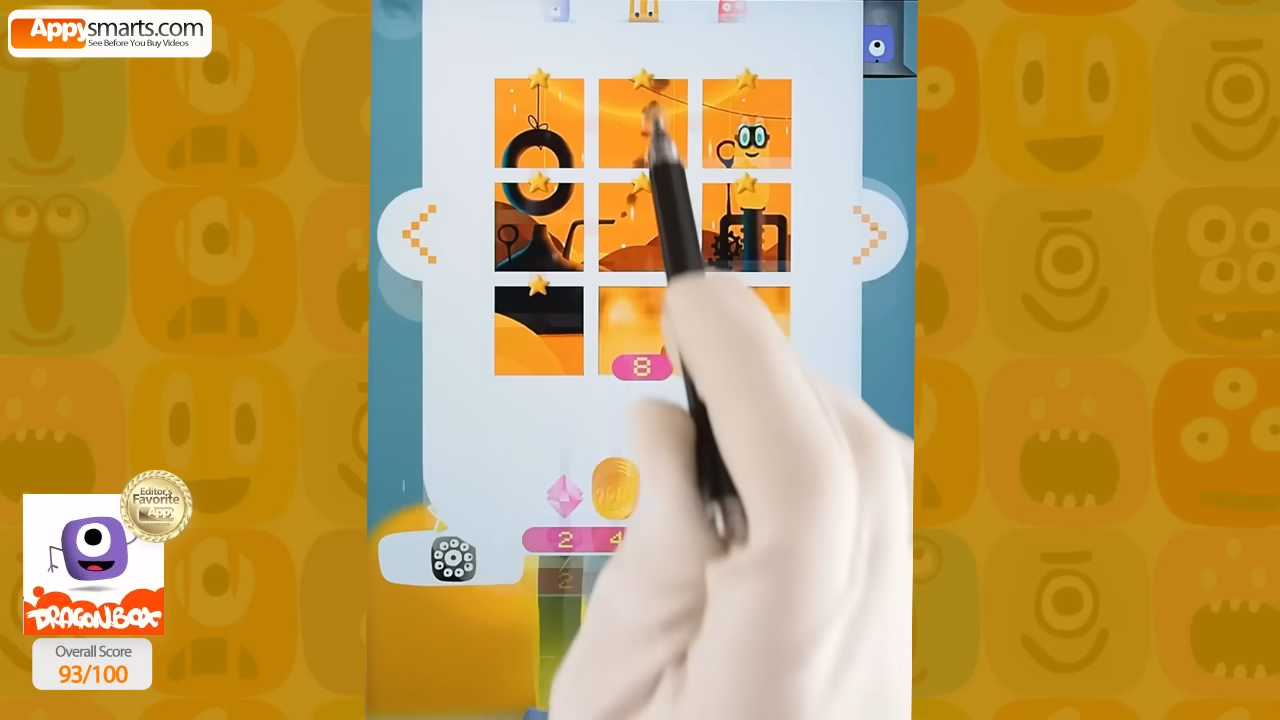 Appysmarts.com
See Before You Buy Videos
8
2 4
2
Editor's
Favorite
App
DRAGONBOX
Overall Score
93/100